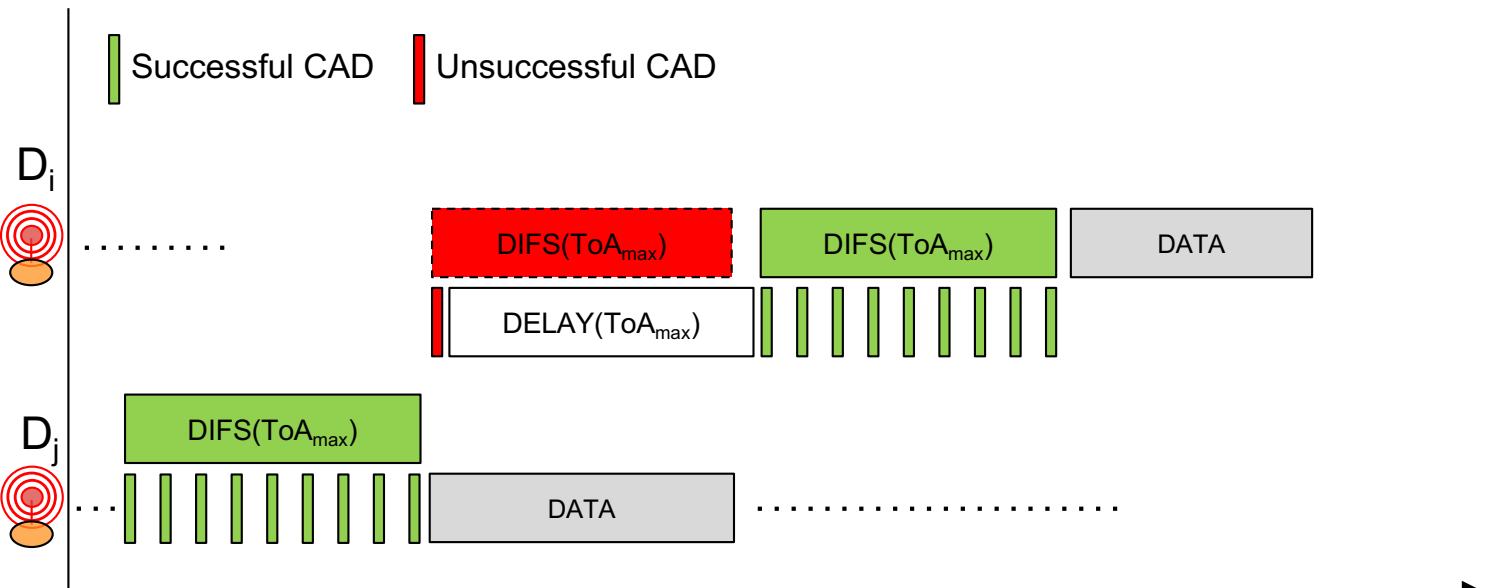 Successful CAD
Unsuccessful CAD
Di
DIFS(ToAmax)
DIFS(ToAmax)
DATA
DELAY(ToAmax)
DIFS(ToAmax)
Dj
DATA